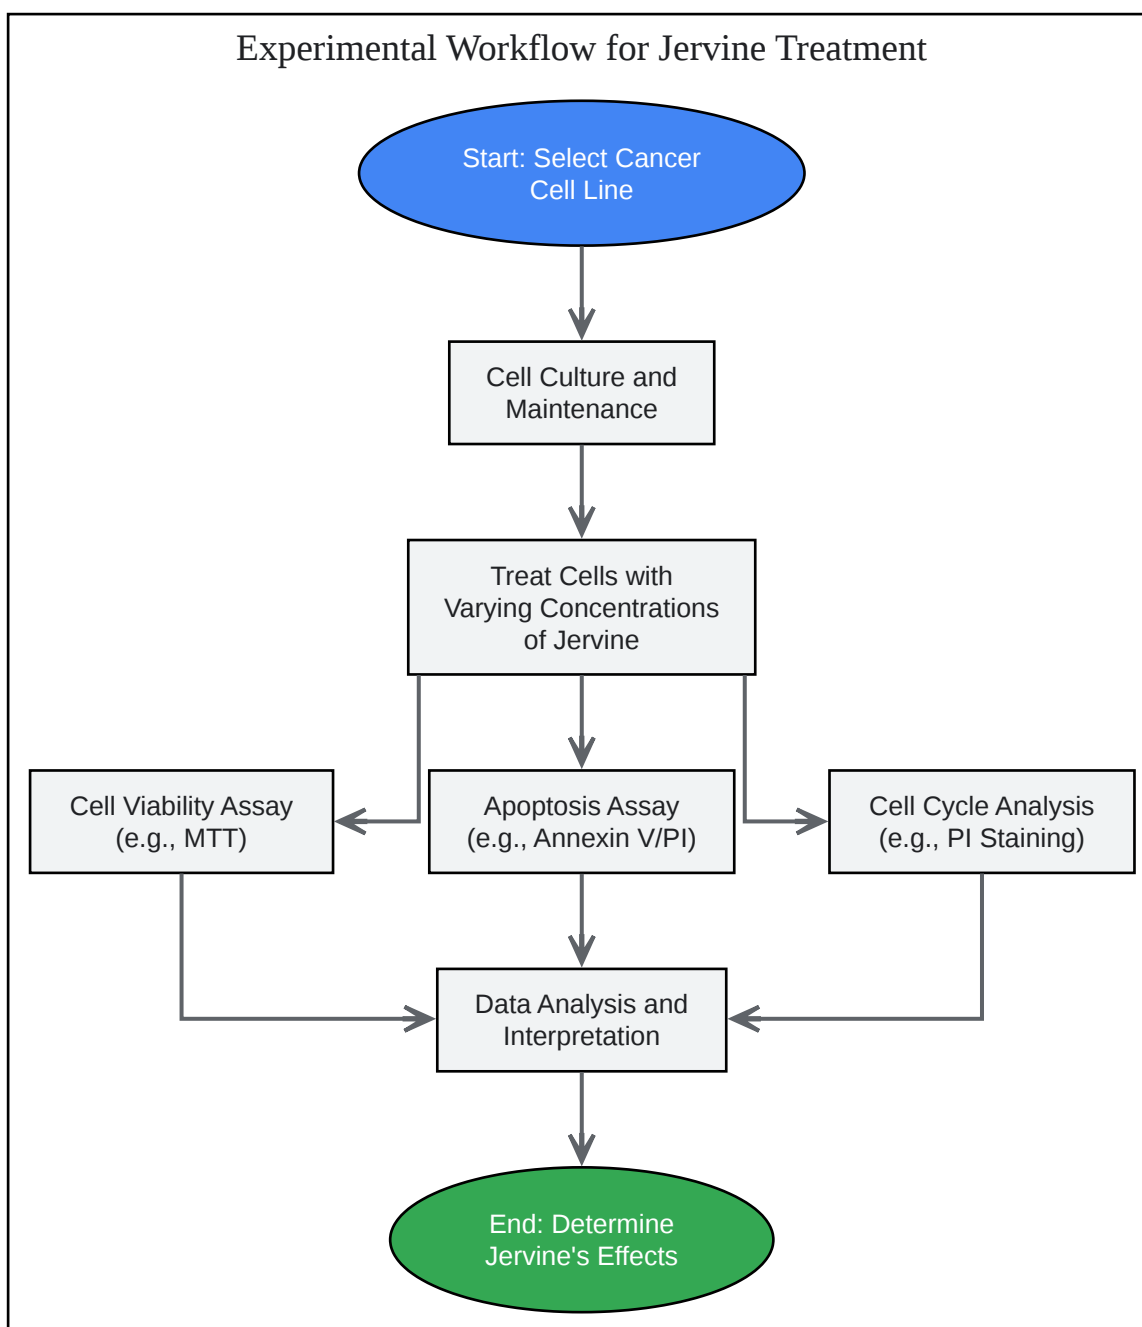 Experimental Workflow for Jervine Treatment
Start: Select Cancer
Cell Line
Cell Culture and
Maintenance
Treat Cells with
Varying Concentrations
of Jervine
Cell Viability Assay
(e.g., MTT)
Apoptosis Assay
(e.g., Annexin V/PI)
Cell Cycle Analysis
(e.g., PI Staining)
Data Analysis and
Interpretation
End: Determine
Jervine's Effects